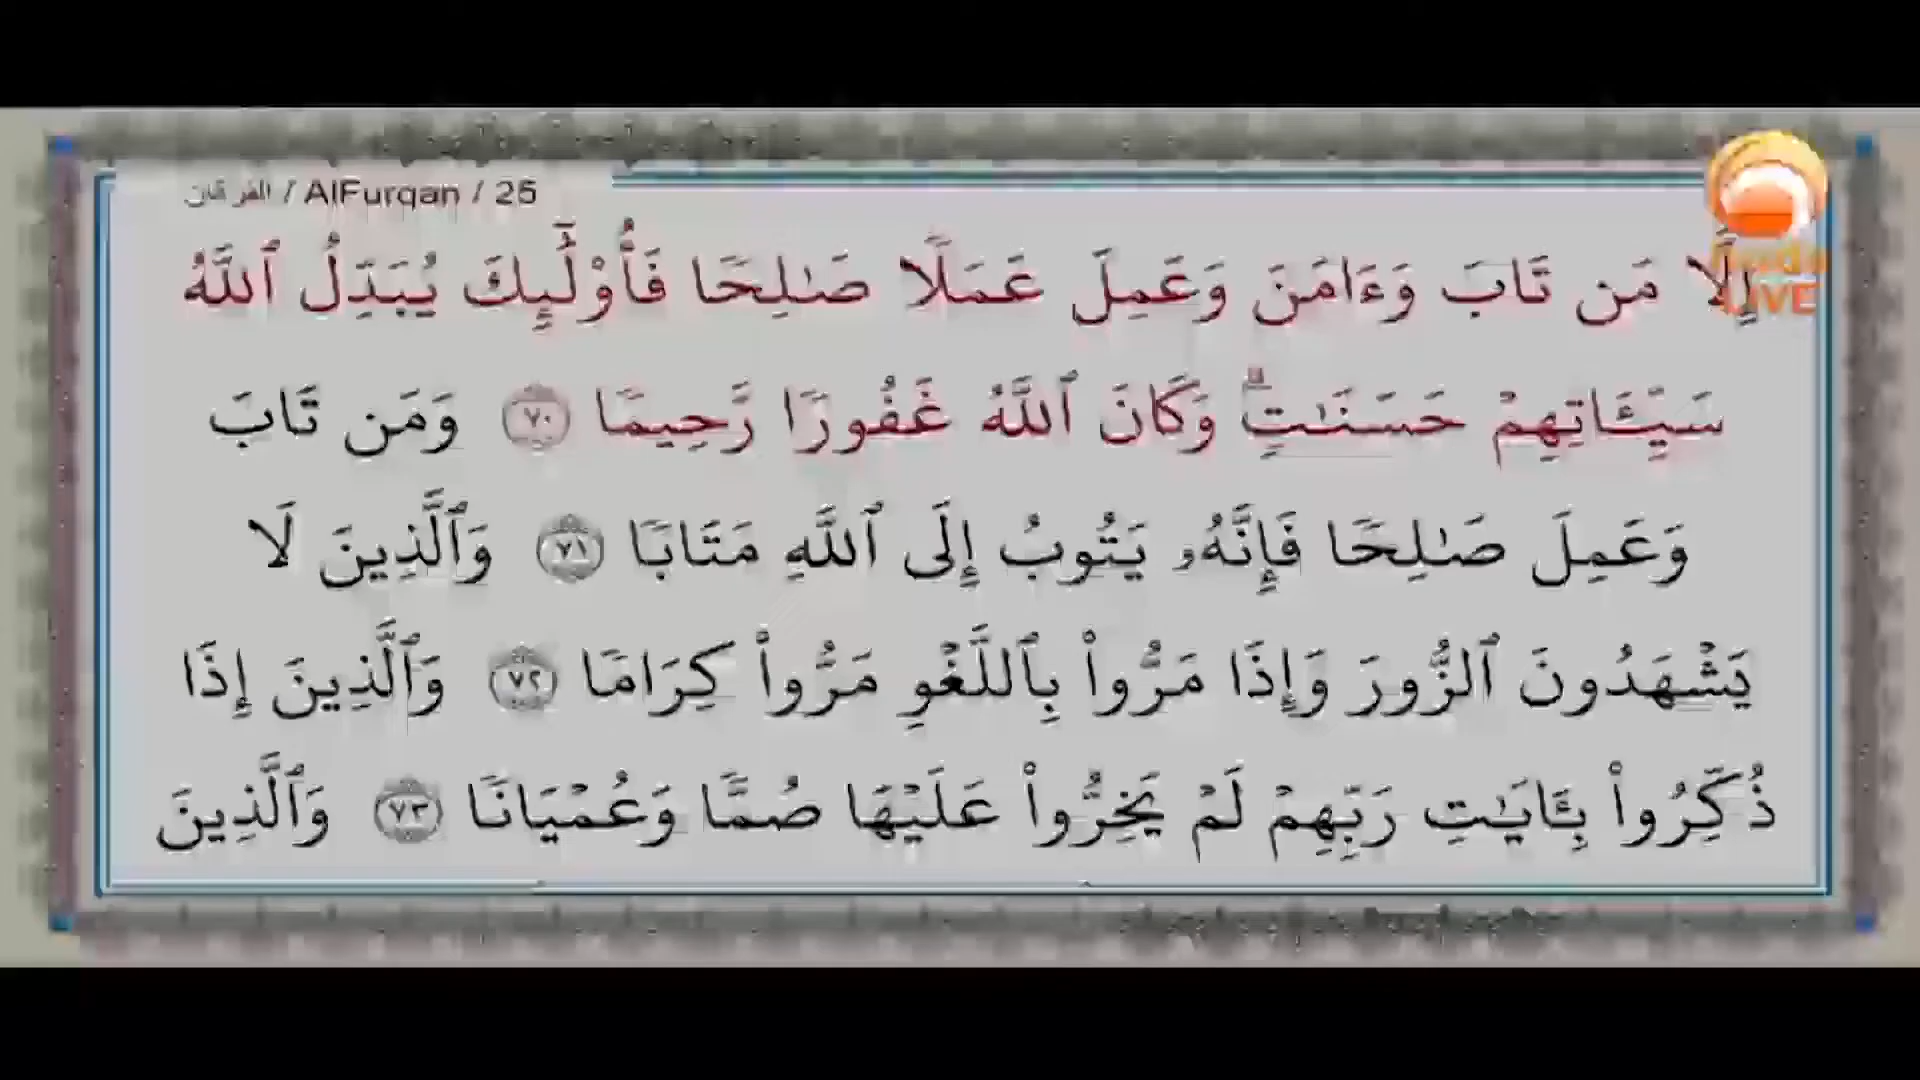 الفرقان / AlFurqan / 25
إِلَّا مَن تَابَ وَءَامَنَ وَعَمِلَ عَمَلًا صَٰلِحًا فَأُو۟لَٰٓئِكَ يُبَدِّلُ ٱللَّهُ
سَيِّـَٔاتِهِمْ حَسَنَٰتٍ ۗ وَكَانَ ٱللَّهُ غَفُورًا رَّحِيمًا ٧٠ وَمَن تَابَ
وَعَمِلَ صَٰلِحًا فَإِنَّهُۥ يَتُوبُ إِلَى ٱللَّهِ مَتَابًا ٧١ وَٱلَّذِينَ لَا
يَشْهَدُونَ ٱلزُّورَ وَإِذَا مَرُّوا۟ بِٱللَّغْوِ مَرُّوا۟ كِرَامًا ٧٢ وَٱلَّذِينَ إِذَا
ذُكِّرُوا۟ بِـَٔايَٰتِ رَبِّهِمْ لَمْ يَخِرُّوا۟ عَلَيْهَا صُمًّا وَعُمْيَانًا ٧٣ وَٱلَّذِينَ
LIVE